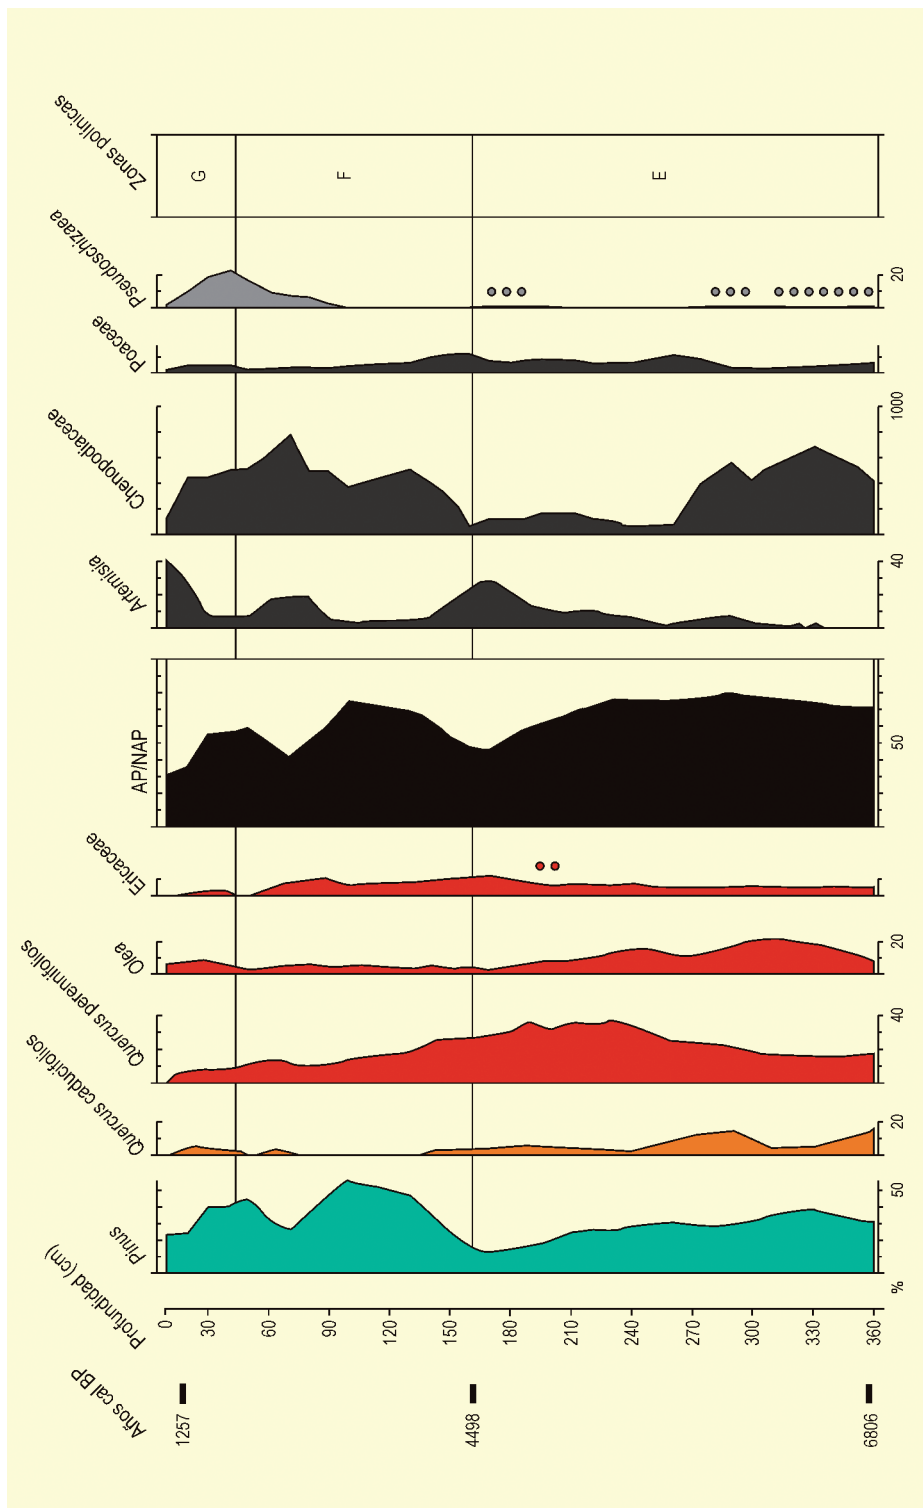 Años cal BP
Profundidad (cm)
Pinus
Quercus caducifolios
Quercus perennifolios
Olea
Ericaceae
AP/NAP
Artemisia
Chenopodiaceae
Poaceae
Pseudoschizaea
Zonas polínicas
1257
4498
6806
0
30
60
90
120
150
180
210
240
270
300
330
360
G
F
E
%
50
20
40
20
50
40
1000
20